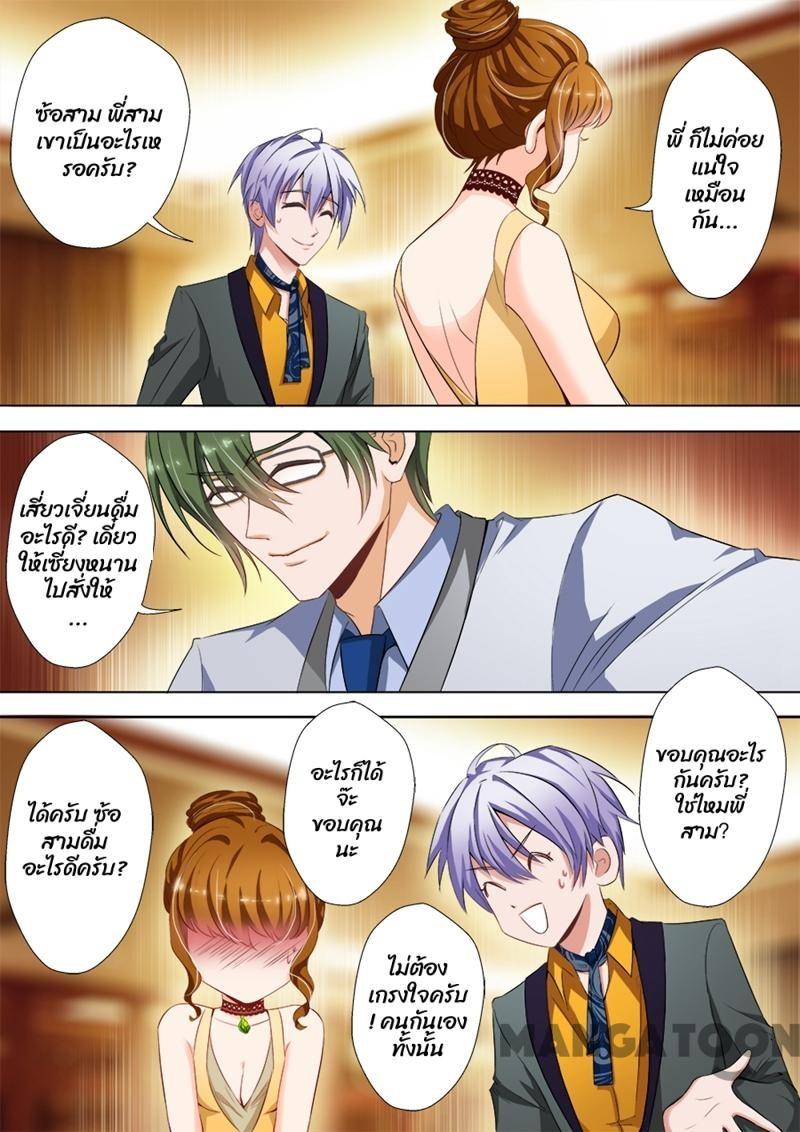 ซ้อสาม พี่สาม
เขาเป็นอะไรเห
รอครับ?
พี่ ก็ไม่ค่อย
แน่ใจ
เหมือน
กัน...
เสี่ยวเจี่ยนดื่ม
อะไรดี? เดี๋ยว
ให้เซี่ยงหนาน
ไปสั่งให้
...
ได้ครับ ซ้อ
สามดื่ม
อะไรดีครับ?
อะไรก็ได้
จ๊ะ
ขอบคุณ
นะ
ขอบคุณอะไร
กันครับ?
ใช่ไหมพี่
สาม?
ไม่ต้อง
เกรงใจครับ
! คนกันเอง
ทั้งนั้น
MANGATOON